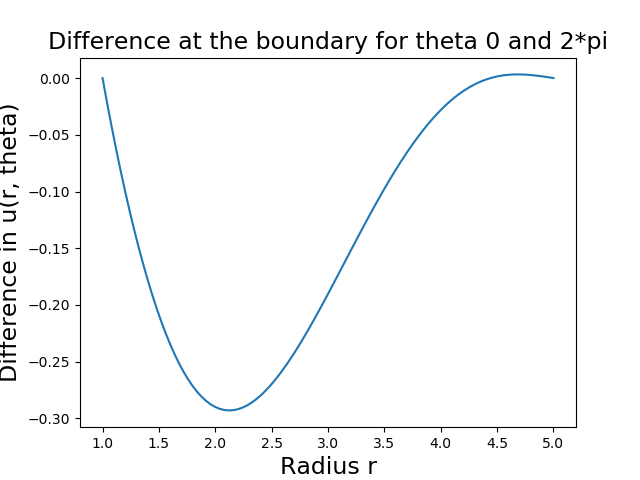 Difference at the boundary for theta 0 and 2*pi
Difference in u(r, theta)
0.00
−0.05
−0.10
−0.15
−0.20
−0.25
−0.30
1.0 1.5 2.0 2.5 3.0 3.5 4.0 4.5 5.0
Radius r